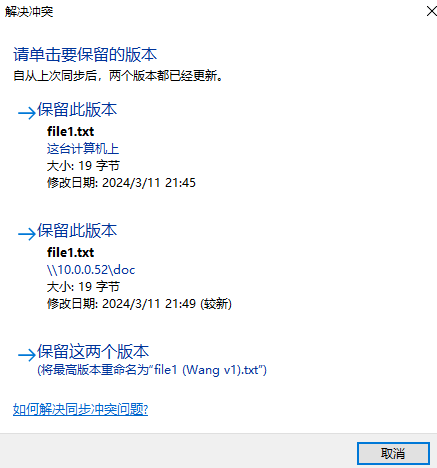 解决冲突
请单击要保留的版本
自从上次同步后，两个版本都已经更新。
保留此版本
file1.txt
这台计算机上
大小: 19 字节
修改日期: 2024/3/11 21:45
保留此版本
file1.txt
\\10.0.0.52\doc
大小: 19 字节
修改日期: 2024/3/11 21:49 (较新)
保留这两个版本
(将最高版本重命名为“file1 (Wang v1).txt”)
如何解决同步冲突问题?
取消